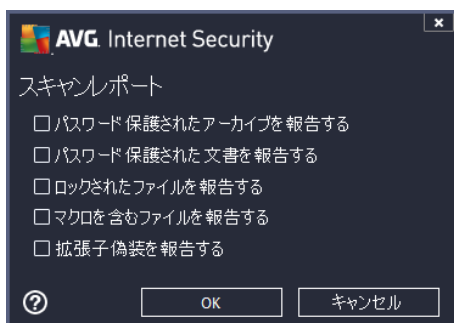 AVG. Internet Security
スキャンレポート
パスワード保護されたアーカイブを報告する
パスワード保護された文書を報告する
ロックされたファイルを報告する
マクロを含むファイルを報告する
拡張子偽装を報告する
OK
キャンセル